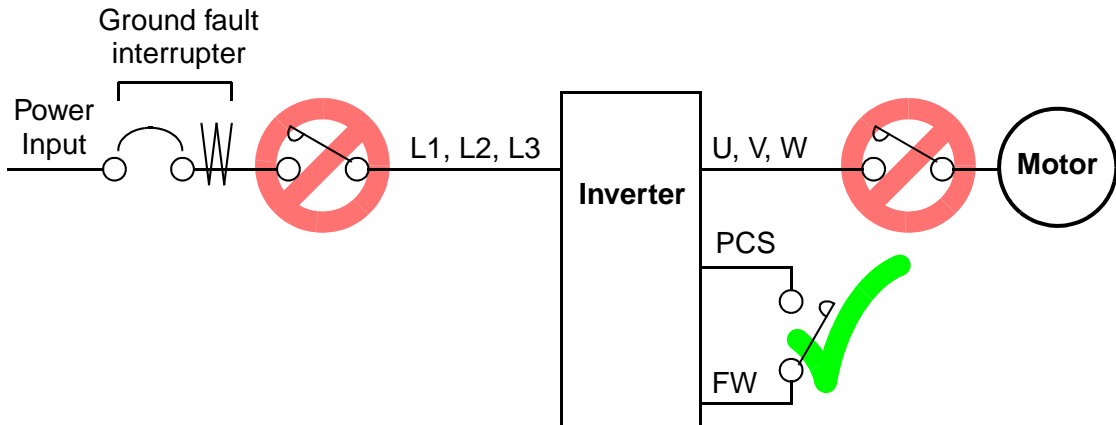 Ground fault
interrupter
Power
Input
L1, L2, L3
Inverter
U, V, W
Motor
PCS
FW